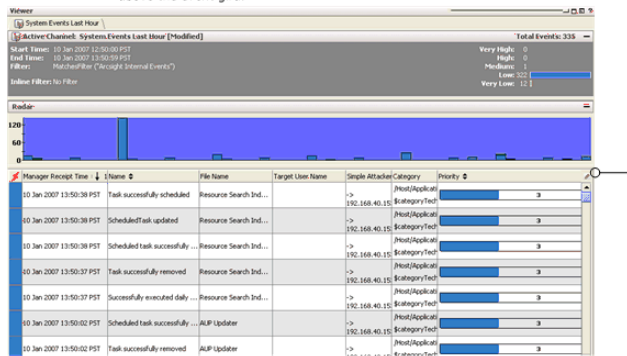 Viewer
System Events Last Hour
Active Channel: System Events Last Hour [Modified] Total Events: 335
Start Time: 10 Jan 2007 12:50:00 PST Very High: 0
End Time: 10 Jan 2007 13:50:59 PST High: 0
Filter: MatchesFilter ("Arcsight Internal Events") Medium: 1
Low: 322
Inline Filter: No Filter Very Low: 12
Radar
120
60
0
Manager Receipt Time 1 Name File Name Target User Name Simple Attacker Category Priority
10 Jan 2007 13:50:38 PST Task successfully scheduled Resource Search Ind... -> 192.168.40.15 /Host/Applicati $categoryTech 3
10 Jan 2007 13:50:38 PST ScheduledTask updated Resource Search Ind... -> 192.168.40.15 /Host/Applicati $categoryTech 3
10 Jan 2007 13:50:38 PST Scheduled task successfully ... Resource Search Ind... -> 192.168.40.15 /Host/Applicati $categoryTech 3
10 Jan 2007 13:50:37 PST Task successfully removed Resource Search Ind... -> 192.168.40.15 /Host/Applicati $categoryTech 3
10 Jan 2007 13:50:37 PST Successfully executed daily ... Resource Search Ind... -> 192.168.40.15 /Host/Applicati $categoryTech 3
10 Jan 2007 13:50:02 PST Scheduled task successfully ... AUP Updater -> 192.168.40.15 /Host/Applicati $categoryTech 3
10 Jan 2007 13:50:02 PST Task successfully removed AUP Updater -> 192.168.40.15 /Host/Applicati $categoryTech 3